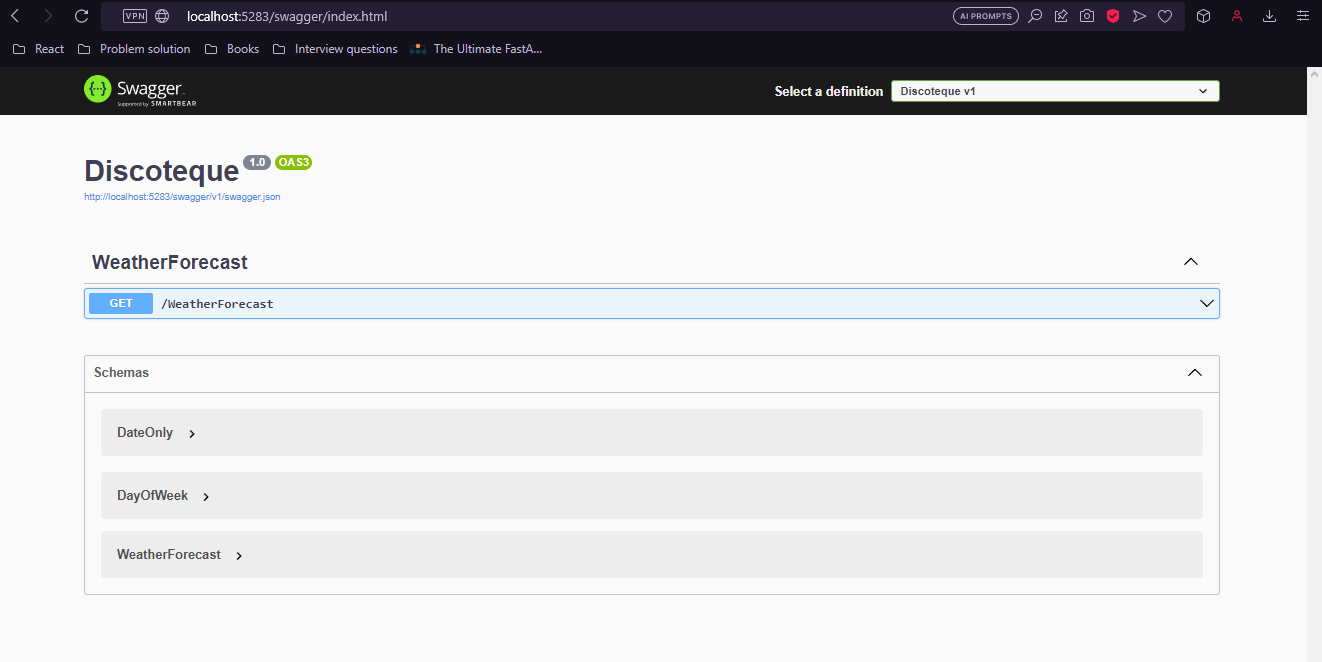 VPN localhost:5283/swagger/index.html AI PROMPTS
React Problem solution Books Interview questions The Ultimate FastA...
Swagger Select a definition Discoteque v1
Supported by SMARTBEAR
Discoteque 1.0 OAS3
http://localhost:5283/swagger/v1/swagger.json
WeatherForecast
GET /WeatherForecast
Schemas
DateOnly
DayOfWeek
WeatherForecast